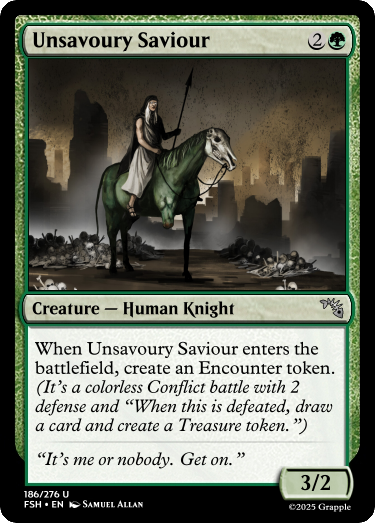 Unsavoury Saviour 2
Creature — Human Knight
When Unsavoury Saviour enters the
battlefield, create an Encounter token.
(It's a colorless Conflict battle with 2
defense and “When this is defeated, draw
a card and create a Treasure token.”)
“It's me or nobody. Get on.”
3/2
186/276 U
FSH • EN Samuel Allan
©2025 Grapple